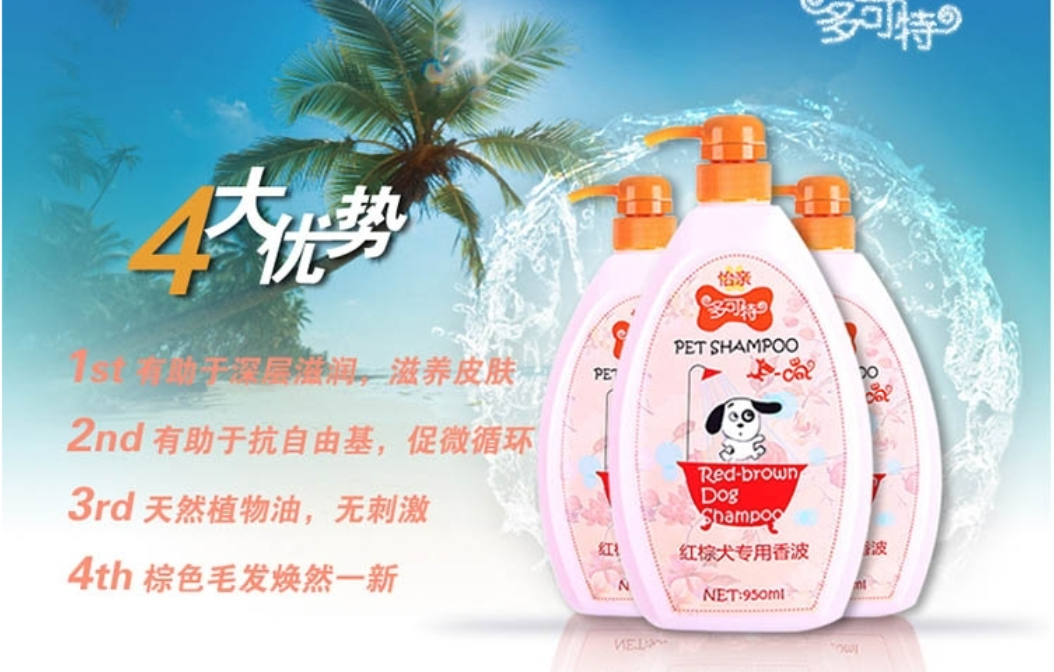 多可特
4大优势
1st 有助于深层滋润，滋养皮肤
2nd 有助于抗自由基，促微循环
3rd 天然植物油，无刺激
4th 棕色毛发焕然一新
怡亲
多可特
PET SHAMPOO
Red-brown
Dog
Shampoo
红棕犬专用香波
NET:950ml